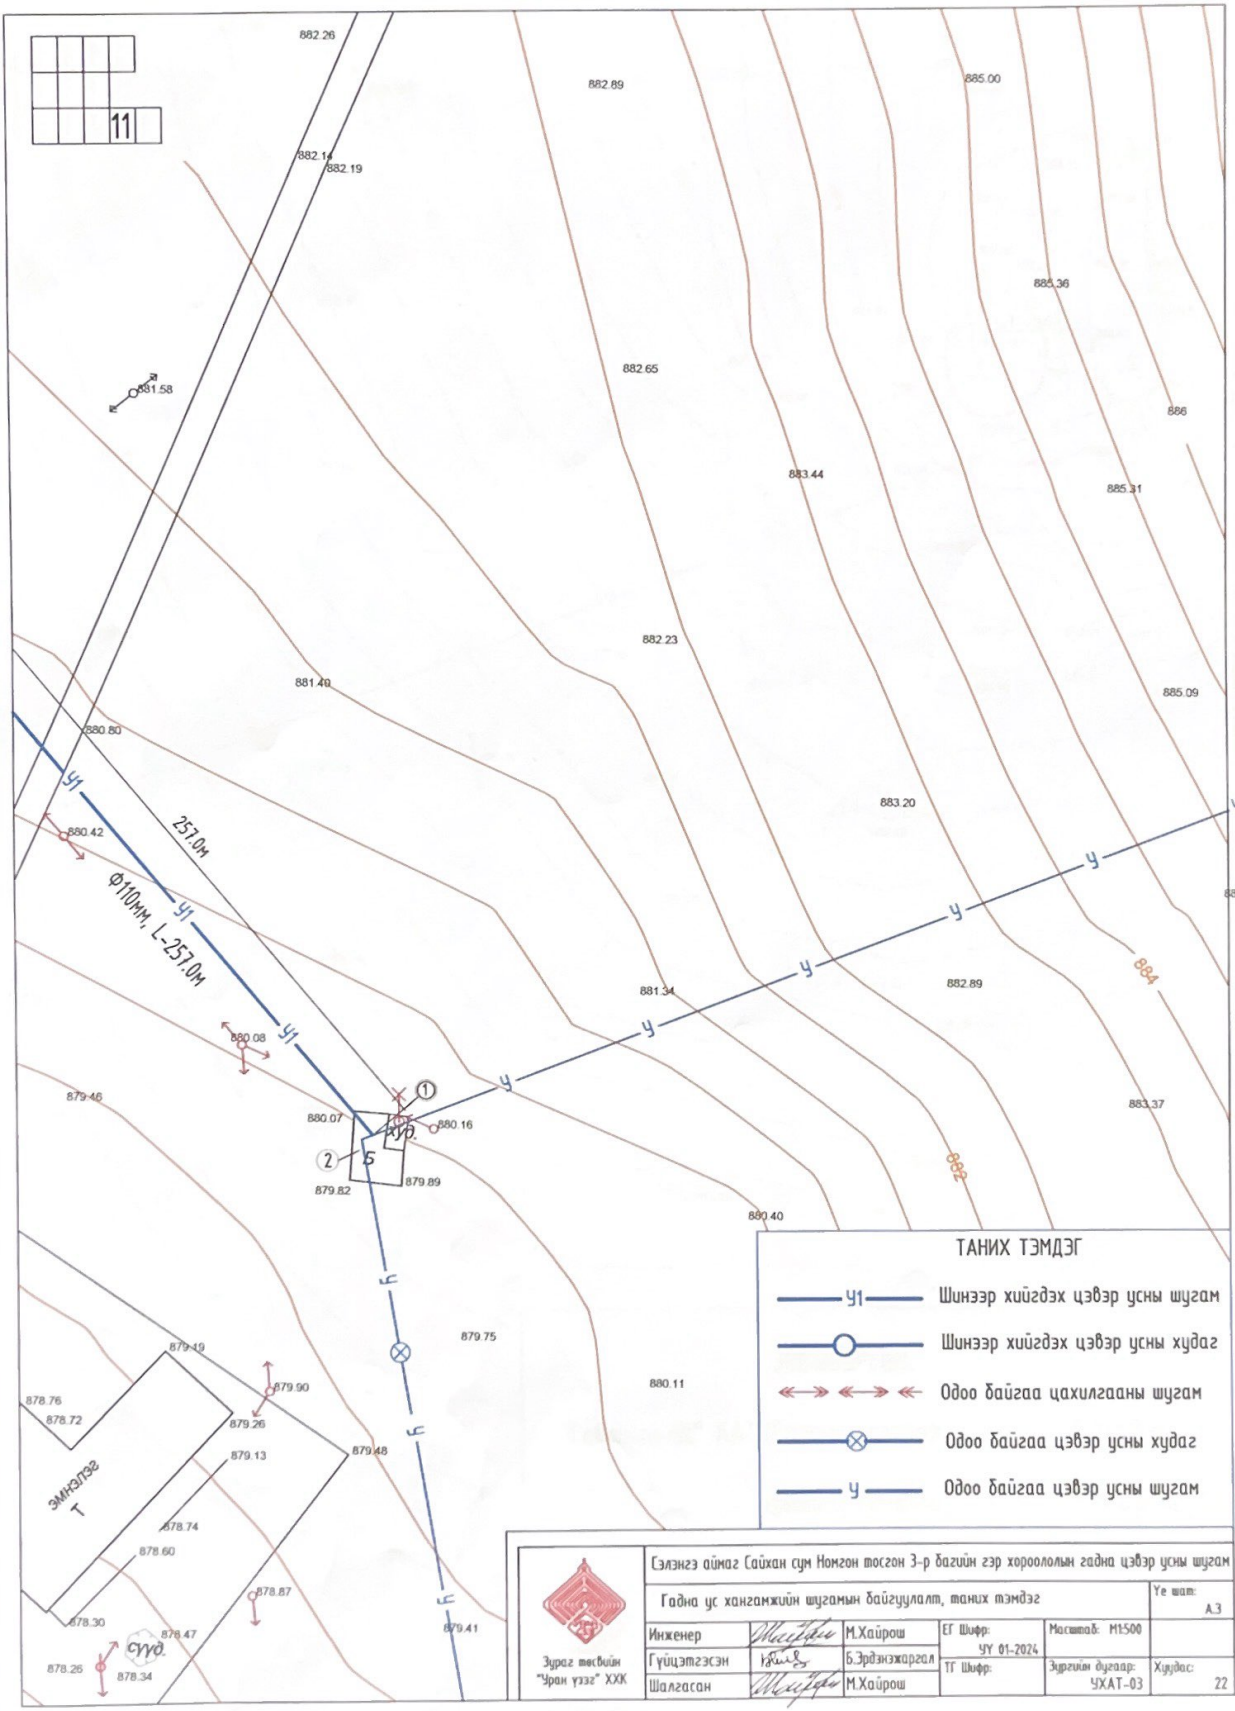 882.26
882.89
885.00
11
882.14
882.19
885.36
882.65
881.58
886
883.44
885.31
882.23
881.40
885.09
880.80
У1
883.20
880.42
257.0м
У
Ф110мм, L-257.0м
У1
У
У
884
882.89
881.34
У
У1
880.08
У
879.46
1
883.37
880.07
880.16
худ.
2
Б
882
879.82
879.89
880.40
У
879.75
879.19
880.11
878.76
879.90
878.72
879.26
У
879.13
879.48
ЭМНЭЛЭГ
Т
878.74
878.60
878.87
У
878.30
878.47
879.41
суур.
878.26
878.34
ТАНИХ ТЭМДЭГ
У1 Шинээр хийгдэх цэвэр усны шугам
Шинээр хийгдэх цэвэр усны худаг
Одоо байгаа цахилгааны шугам
Одоо байгаа цэвэр усны худаг
У Одоо байгаа цэвэр усны шугам
Сэлэнгэ аймаг Сайхан сум Номгон тосгон 3-р багийн гэр хорооллын гадна цэвэр усны шугам
Гадна ус хангамжийн шугамын байгуулалт, таних тэмдэг
Үе шат:
А.З
Инженер М.Хайрош
ЕГ Шифр:
УУ 01-2024
Масштаб: М1:500
Гүйцэтгэсэн Б.Эрдэнэжаргал
Шалгасан М.Хайрош
ТГ Шифр:
Зургийн дугаар:
УХАТ-03
Хуудас:
22
Зураг төсвийн
"Уран үзэг" ХХК